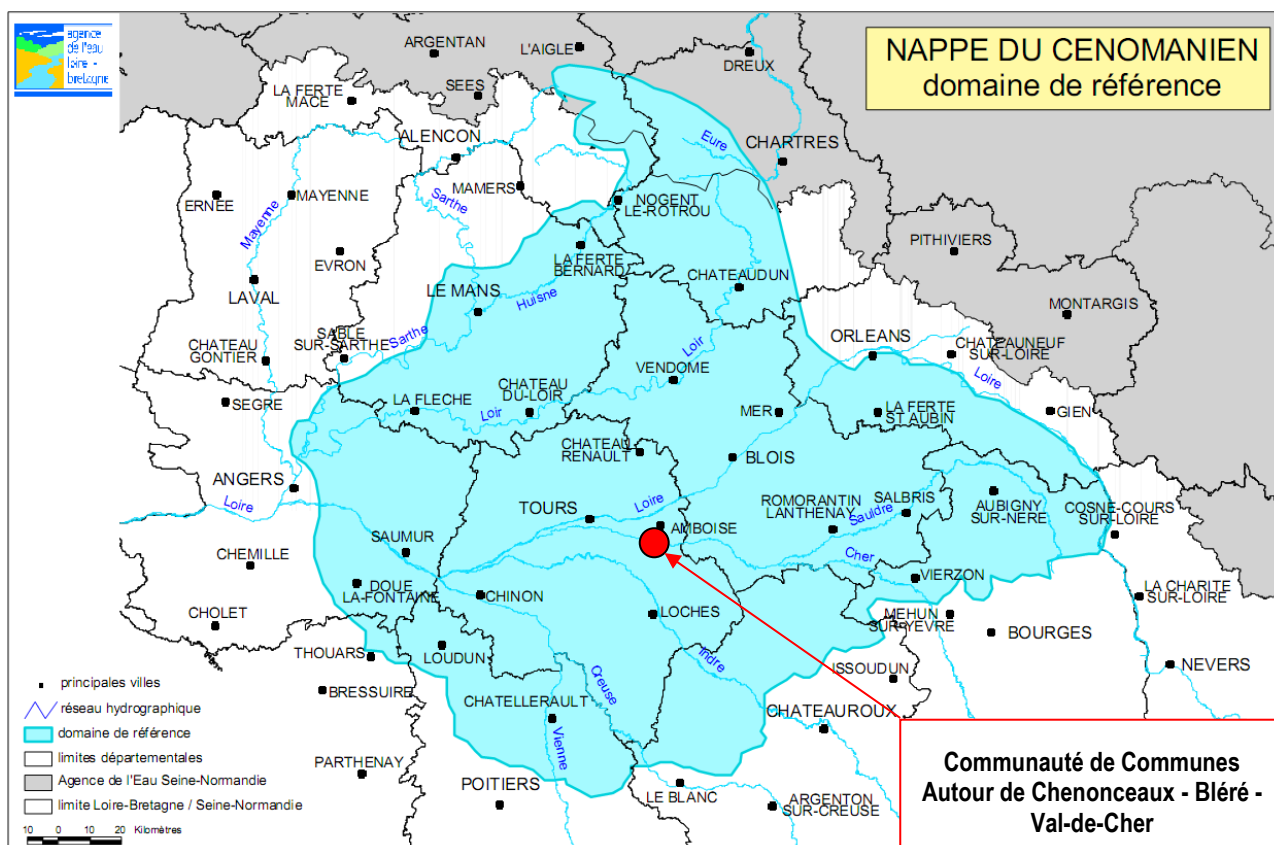 agence
de l'eau
loire -
bretagne
NAPPE DU CENOMANIEN
domaine de référence
ARGENTAN
L'AIGLE
DREUX
LA FERTE
MACE
SEES
ALENCON
Eure
CHARTRES
MAMERS
ERNEE
MAYENNE
Sarthe
NOGENT
LE-ROTROU
Mayenne
PITHIVIERS
EVRON
LA FERTE
BERNARD
CHATEAUDUN
LAVAL
LE MANS
Huisne
MONTARGIS
SABLE
SUR-SARTHE
Sarthe
ORLEANS
CHATEAU
GONTIER
Loir
CHATEAUNEUF
SUR-LOIRE
VENDOME
Loire
SEGRE
LA FLECHE
CHATEAU
DU-LOIR
Loir
MER
LA FERTE
ST AUBIN
GIEN
CHATEAU-
RENAULT
BLOIS
ANGERS
Loire
TOURS
Loire
ROMORANTIN
LANTHENAY
SALBRIS
Sauldre
AUBIGNY
SUR-NERE
COSNE-COURS
SUR-LOIRE
AMBOISE
SAUMUR
CHEMILLE
Cher
VIERZON
DOUE
LA-FONTAINE
CHINON
LOCHES
LA CHARITE
SUR-LOIRE
CHOLET
MEHUN
SUR-YEVRE
BOURGES
THOUARS
LOUDUN
Indre
ISSOUDUN
NEVERS
BRESSUIRE
Creuse
CHATELLERAULT
CHATEAUROUX
Vienne
PARTHENAY
POITIERS
LE BLANC
ARGENTON
SUR-CREUSE
principales villes
réseau hydrographique
domaine de référence
limites départementales
Agence de l'Eau Seine-Normandie
limite Loire-Bretagne / Seine-Normandie
10 0 10 20 Kilomètres
Communauté de Communes
Autour de Chenonceaux - Bléré -
Val-de-Cher